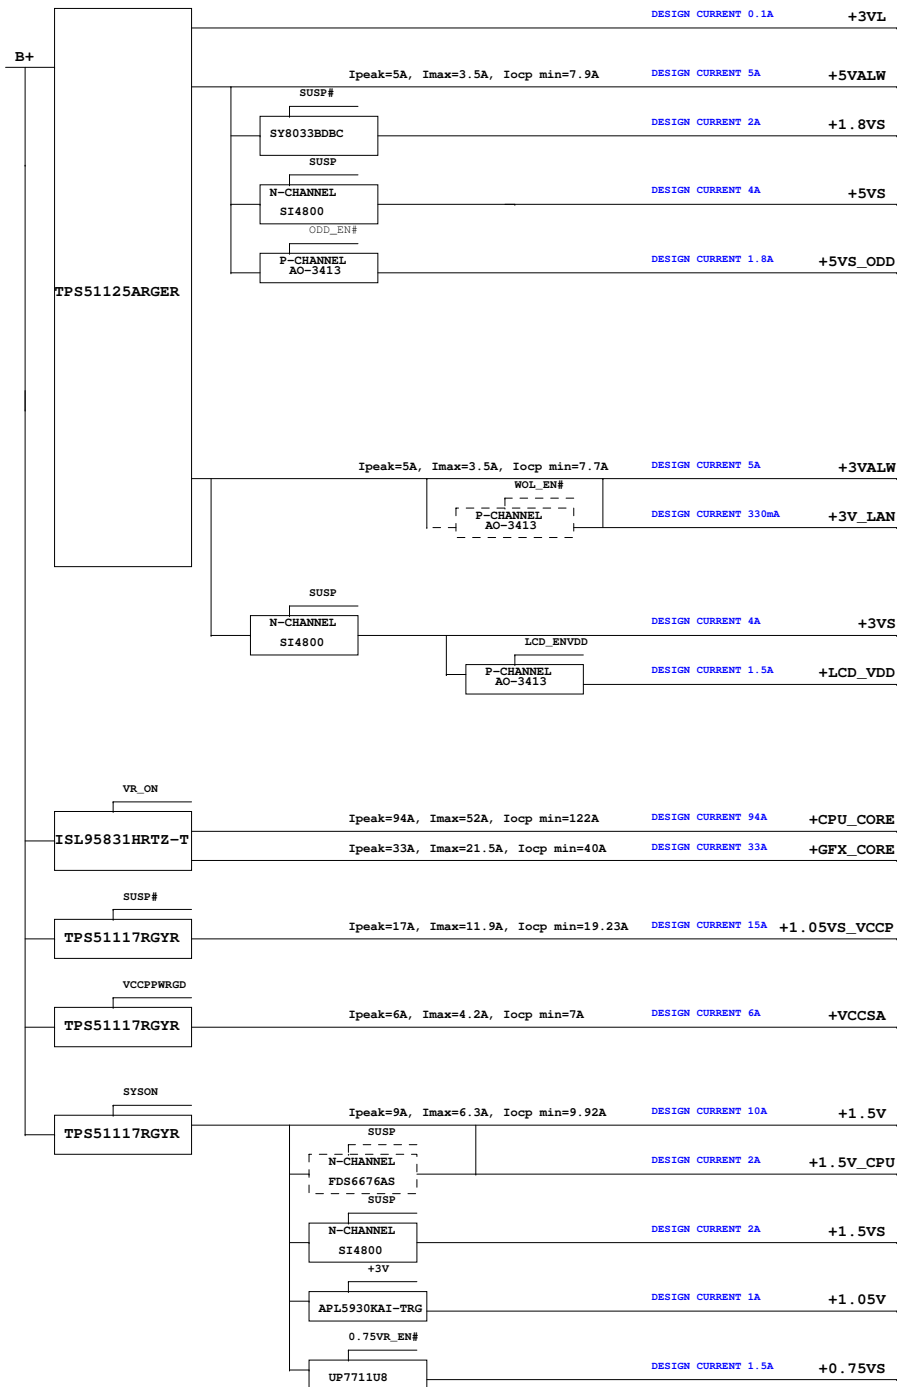 DESIGN CURRENT 0.1A +3VL
B+
Ipeak=5A, Imax=3.5A, Iocp min=7.9A DESIGN CURRENT 5A +5VALW
SUSP#
SY8033BDBC DESIGN CURRENT 2A +1.8VS
SUSP
N-CHANNEL DESIGN CURRENT 4A +5VS
SI4800
ODD_EN#
P-CHANNEL DESIGN CURRENT 1.8A +5VS_ODD
AO-3413
TPS51125ARGER
Ipeak=5A, Imax=3.5A, Iocp min=7.7A DESIGN CURRENT 5A +3VALW
WOL_EN#
P-CHANNEL DESIGN CURRENT 330mA +3V_LAN
AO-3413
SUSP
N-CHANNEL DESIGN CURRENT 4A +3VS
SI4800
LCD_ENVDD
P-CHANNEL DESIGN CURRENT 1.5A +LCD_VDD
AO-3413
VR_ON
Ipeak=94A, Imax=52A, Iocp min=122A DESIGN CURRENT 94A +CPU_CORE
ISL95831HRTZ-T
Ipeak=33A, Imax=21.5A, Iocp min=40A DESIGN CURRENT 33A +GFX_CORE
SUSP#
TPS51117RGYR Ipeak=17A, Imax=11.9A, Iocp min=19.23A DESIGN CURRENT 15A +1.05VS_VCCP
VCCPPWRGD
TPS51117RGYR Ipeak=6A, Imax=4.2A, Iocp min=7A DESIGN CURRENT 6A +VCCSA
SYSON
TPS51117RGYR Ipeak=9A, Imax=6.3A, Iocp min=9.92A DESIGN CURRENT 10A +1.5V
SUSP
N-CHANNEL DESIGN CURRENT 2A +1.5V_CPU
FDS6676AS
SUSP
N-CHANNEL DESIGN CURRENT 2A +1.5VS
SI4800
+3V
APL5930KAI-TRG DESIGN CURRENT 1A +1.05V
0.75VR_EN#
UP7711U8 DESIGN CURRENT 1.5A +0.75VS